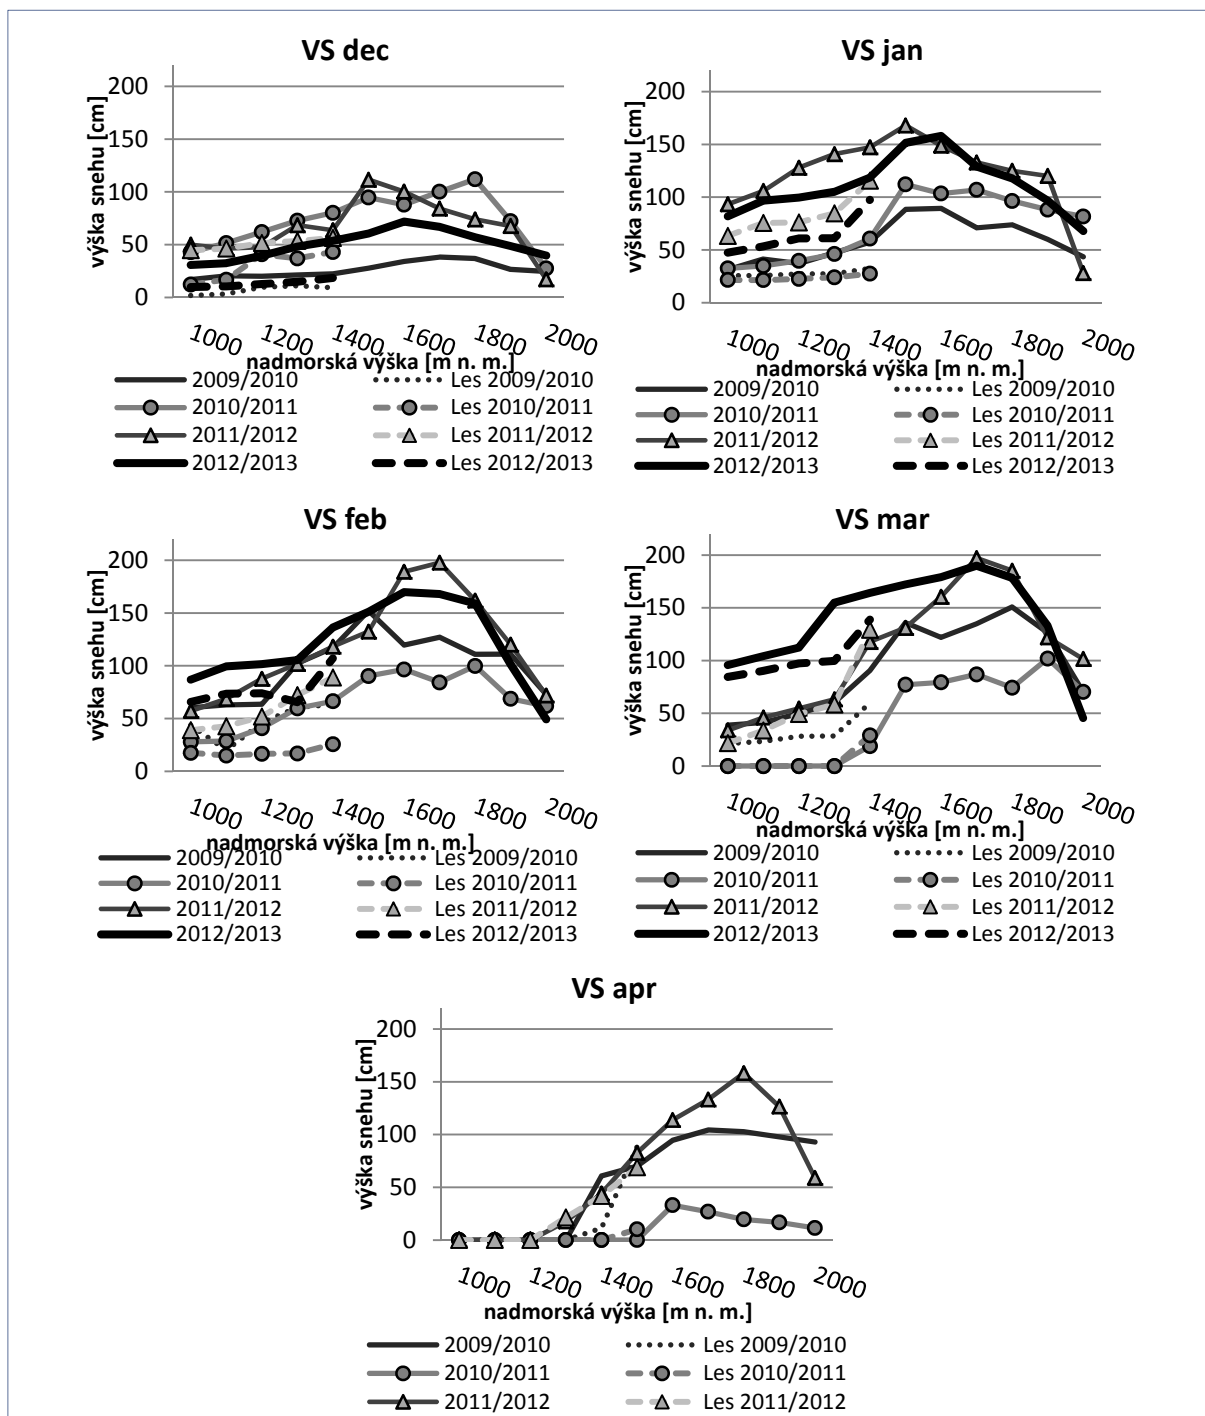 VS dec
200
150
100
50
0
výška snehu [cm]
1000 1200 1400 1600 1800 2000
nadmorská výška [m n. m.]
2009/2010 Les 2009/2010
2010/2011 Les 2010/2011
2011/2012 Les 2011/2012
2012/2013 Les 2012/2013
VS jan
200
150
100
50
0
výška snehu [cm]
1000 1200 1400 1600 1800 2000
nadmorská výška [m n. m.]
2009/2010 Les 2009/2010
2010/2011 Les 2010/2011
2011/2012 Les 2011/2012
2012/2013 Les 2012/2013
VS feb
200
150
100
50
0
výška snehu [cm]
1000 1200 1400 1600 1800 2000
nadmorská výška [m n. m.]
2009/2010 Les 2009/2010
2010/2011 Les 2010/2011
2011/2012 Les 2011/2012
2012/2013 Les 2012/2013
VS mar
200
150
100
50
0
výška snehu [cm]
1000 1200 1400 1600 1800 2000
nadmorská výška [m n. m.]
2009/2010 Les 2009/2010
2010/2011 Les 2010/2011
2011/2012 Les 2011/2012
2012/2013 Les 2012/2013
VS apr
200
150
100
50
0
výška snehu [cm]
1000 1200 1400 1600 1800 2000
nadmorská výška [m n. m.]
2009/2010 Les 2009/2010
2010/2011 Les 2010/2011
2011/2012 Les 2011/2012